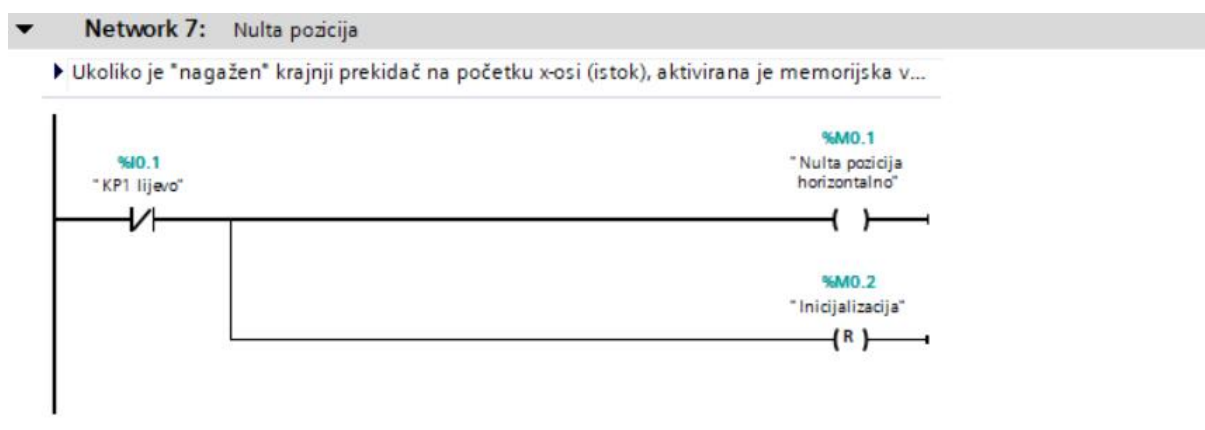 Network 7: Nulta pozicija
Ukoliko je "nagažen" krajnji prekidač na početku x-osi (istok), aktivirana je memorijska v...
%I0.1
"KP1 lijevo"
%M0.1
"Nulta pozicija
horizontalno"
%M0.2
"Inicijalizacija"
R